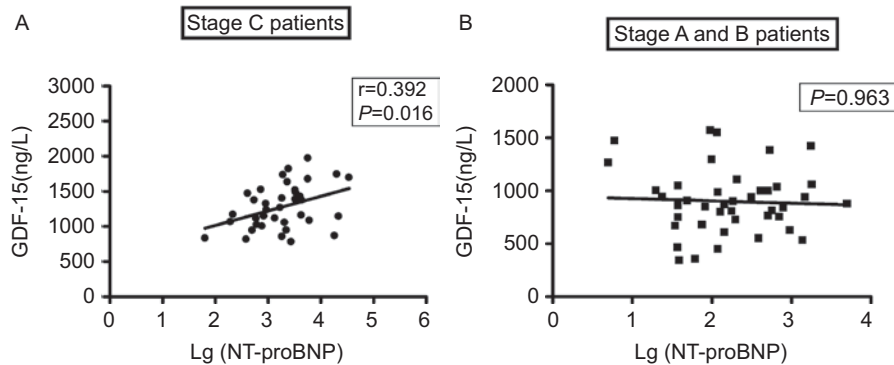 A
Stage C patients
r=0.392
P=0.016
GDF-15(ng/L)
3000
2500
2000
1500
1000
500
0
0 1 2 3 4 5 6
Lg (NT-proBNP)
B
Stage A and B patients
P=0.963
GDF-15(ng/L)
2000
1500
1000
500
0
0 1 2 3 4
Lg (NT-proBNP)